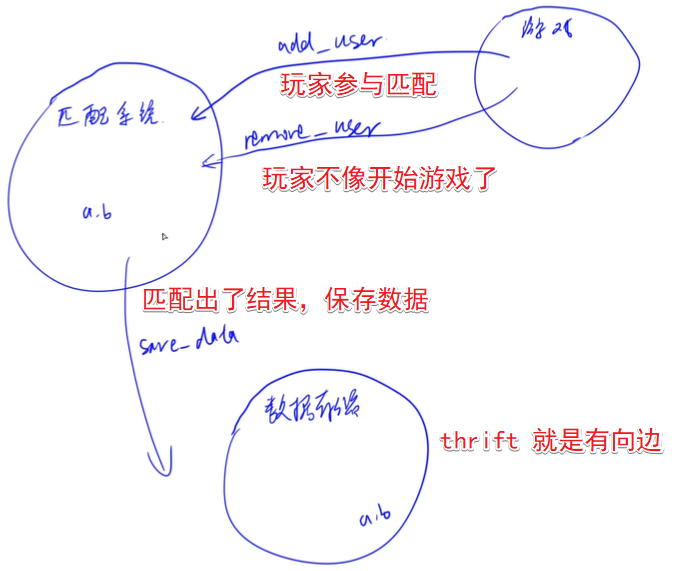 游戏
add_user
玩家参与匹配
匹配系统
remove_user
玩家不像开始游戏了
a.b
匹配出了结果，保存数据
save_data
数据存储
thrift 就是有向边
a.b